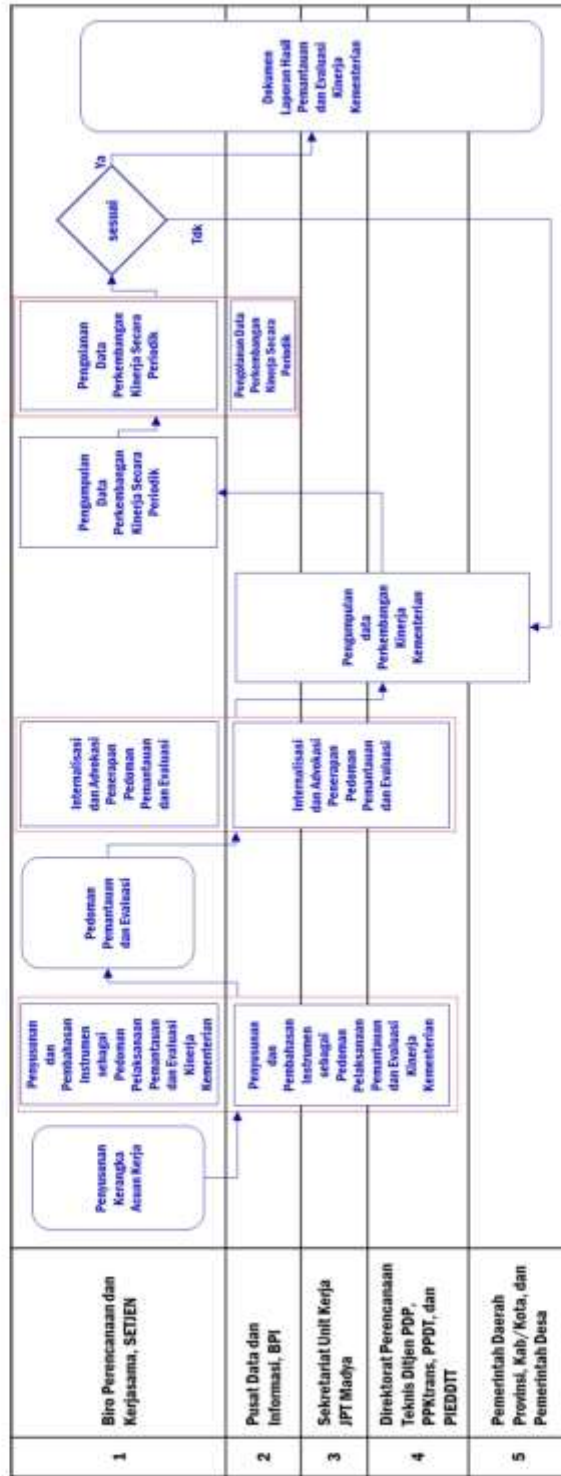 1
Biro Perencanaan dan
Kerjasama, SETJEN
Penyusunan
Kerangka
Acuan Kerja
Penyusunan
dan
Pembahasan
Instrumen
sebagai
Pedoman
Pelaksanaan
Pemantauan
dan Evaluasi
Kinerja
Kementerian
Pedoman
Pemantauan
dan Evaluasi
Internalisasi
dan Advokasi
Penerapan
Pedoman
Pemantauan
dan Evaluasi
Pengumpulan
Data
Perkembangan
Kinerja Secara
Periodik
Pengolahan
Data
Perkembangan
Kinerja Secara
Periodik
sesuai
Ya
Tdk
Dokumen
Laporan Hasil
Pemantauan
dan Evaluasi
Kinerja
Kementerian
2
Pusat Data dan
Informasi, BPI
Penyusunan
dan
Pembahasan
Instrumen
sebagai
Pedoman
Pelaksanaan
Pemantauan
dan Evaluasi
Kinerja
Kementerian
Internalisasi
dan Advokasi
Penerapan
Pedoman
Pemantauan
dan Evaluasi
Pengumpulan
data
Perkembangan
Kinerja
Kementerian
Pengolahan Data
Perkembangan
Kinerja Secara
Periodik
3
Sekretariat Unit Kerja
JPT Madya
4
Direktorat Perencanaan
Teknis Ditjen PDP,
PPKtrans, PPDT, dan
PIEDDTT
5
Pemerintah Daerah
Provinsi, Kab/Kota, dan
Pemerintah Desa